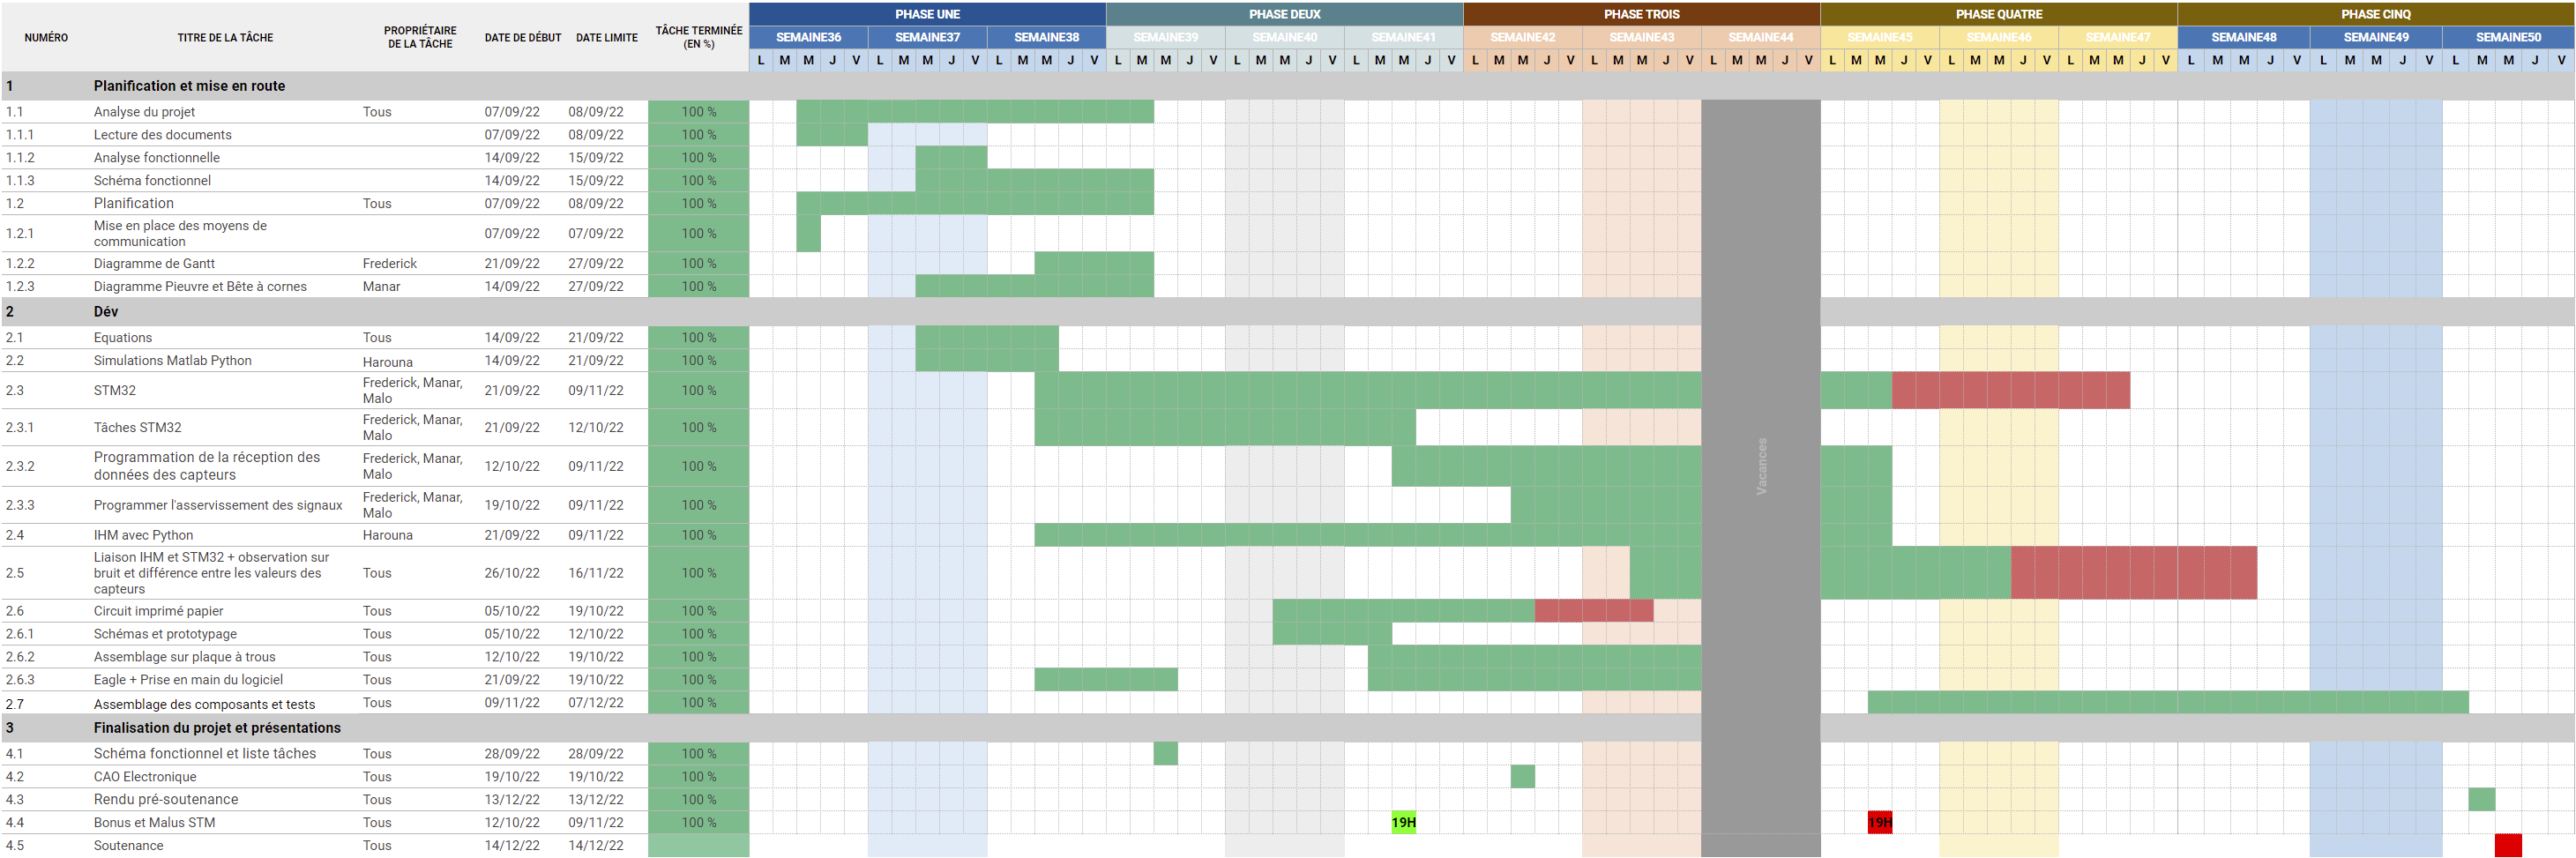 PHASE UNE PHASE DEUX PHASE TROIS PHASE QUATRE PHASE CINQ
NUMÉRO TITRE DE LA TÂCHE PROPRIÉTAIRE DE LA TÂCHE DATE DE DÉBUT DATE LIMITE TÂCHE TERMINÉE (EN %)
SEMAINE36 SEMAINE37 SEMAINE38 SEMAINE39 SEMAINE40 SEMAINE41 SEMAINE42 SEMAINE43 SEMAINE44 SEMAINE45 SEMAINE46 SEMAINE47 SEMAINE48 SEMAINE49 SEMAINE50
L M M J V L M M J V L M M J V L M M J V L M M J V L M M J V L M M J V L M M J V L M M J V L M M J V L M M J V L M M J V L M M J V L M M J V L M M J V
1 Planification et mise en route
1.1 Analyse du projet Tous 07/09/22 08/09/22 100 %
1.1.1 Lecture des documents 07/09/22 08/09/22 100 %
1.1.2 Analyse fonctionnelle 14/09/22 15/09/22 100 %
1.1.3 Schéma fonctionnel 14/09/22 15/09/22 100 %
1.2 Planification Tous 07/09/22 08/09/22 100 %
1.2.1 Mise en place des moyens de communication 07/09/22 07/09/22 100 %
1.2.2 Diagramme de Gantt Frederick 21/09/22 27/09/22 100 %
1.2.3 Diagramme Pieuvre et Bête à cornes Manar 14/09/22 27/09/22 100 %
2 Dév
2.1 Equations Tous 14/09/22 21/09/22 100 %
2.2 Simulations Matlab Python Harouna 14/09/22 21/09/22 100 %
2.3 STM32 Frederick, Manar, Malo 21/09/22 09/11/22 100 %
2.3.1 Tâches STM32 Frederick, Manar, Malo 21/09/22 12/10/22 100 %
2.3.2 Programmation de la réception des données des capteurs Frederick, Manar, Malo 12/10/22 09/11/22 100 %
2.3.3 Programmer l'asservissement des signaux Frederick, Manar, Malo 19/10/22 09/11/22 100 %
Vacances
2.4 IHM avec Python Harouna 21/09/22 09/11/22 100 %
2.5 Liaison IHM et STM32 + observation sur bruit et différence entre les valeurs des capteurs Tous 26/10/22 16/11/22 100 %
2.6 Circuit imprimé papier Tous 05/10/22 19/10/22 100 %
2.6.1 Schémas et prototypage Tous 05/10/22 12/10/22 100 %
2.6.2 Assemblage sur plaque à trous Tous 12/10/22 19/10/22 100 %
2.6.3 Eagle + Prise en main du logiciel Tous 21/09/22 19/10/22 100 %
2.7 Assemblage des composants et tests Tous 09/11/22 07/12/22 100 %
3 Finalisation du projet et présentations
4.1 Schéma fonctionnel et liste tâches Tous 28/09/22 28/09/22 100 %
4.2 CAO Electronique Tous 19/10/22 19/10/22 100 %
4.3 Rendu pré-soutenance Tous 13/12/22 13/12/22 100 %
4.4 Bonus et Malus STM Tous 12/10/22 09/11/22 100 % 19H 19H
4.5 Soutenance Tous 14/12/22 14/12/22